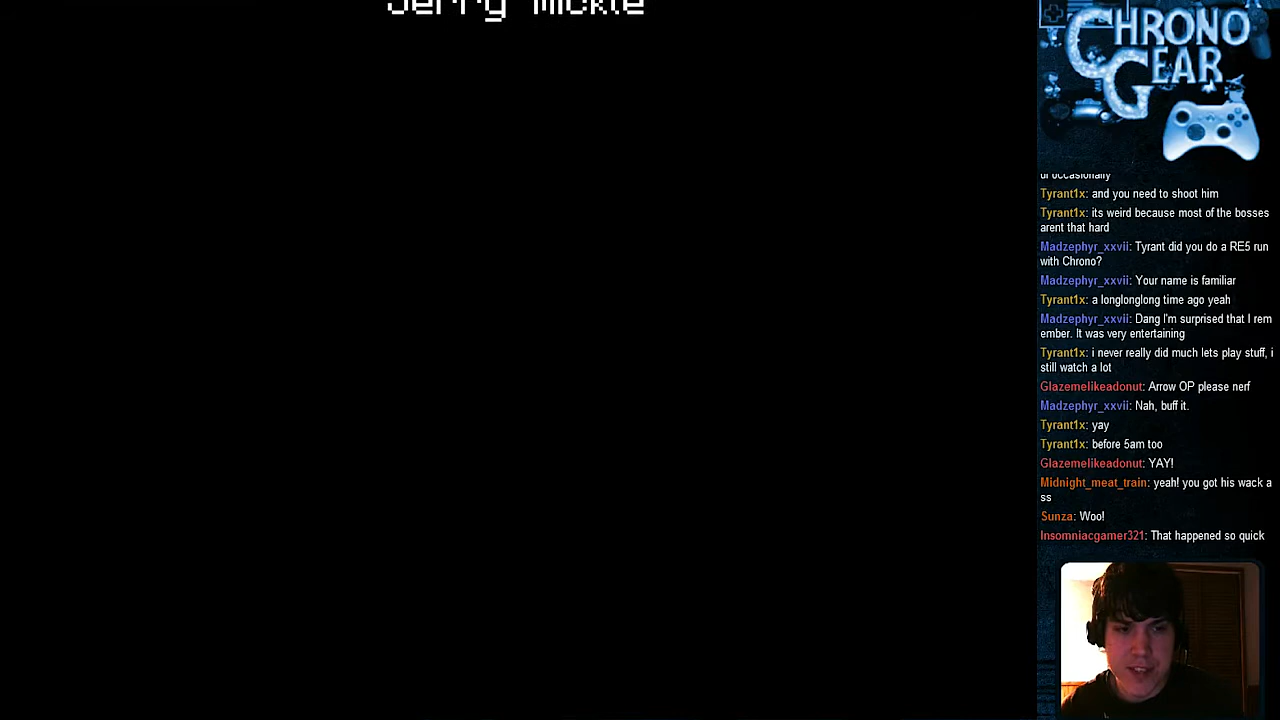 Jerry Mickle
CHRONO
GEAR
ur occasionally
Tyrant1x: and you need to shoot him
Tyrant1x: its weird because most of the bosses
arent that hard
Madzephyr_xxvii: Tyrant did you do a RE5 run
with Chrono?
Madzephyr_xxvii: Your name is familiar
Tyrant1x: a longlonglong time ago yeah
Madzephyr_xxvii: Dang I'm surprised that I rem
ember. It was very entertaining
Tyrant1x: i never really did much lets play stuff, i
still watch a lot
Glazemelikeadonut: Arrow OP please nerf
Madzephyr_xxvii: Nah, buff it.
Tyrant1x: yay
Tyrant1x: before 5am too
Glazemelikeadonut: YAY!
Midnight_meat_train: yeah! you got his wack a
ss
Sunza: Woo!
Insomniacgamer321: That happened so quick